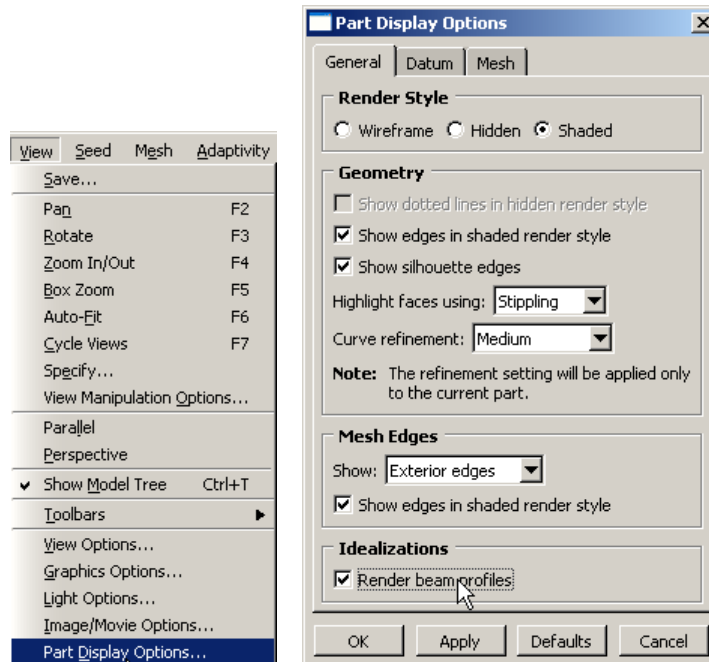 View Seed Mesh Adaptivity
Save...
Pan F2
Rotate F3
Zoom In/Out F4
Box Zoom F5
Auto-Fit F6
Cycle Views F7
Specify...
View Manipulation Options...
Parallel
Perspective
Show Model Tree Ctrl+T
Toolbars
View Options...
Graphics Options...
Light Options...
Image/Movie Options...
Part Display Options...
Part Display Options
General Datum Mesh
Render Style
Wireframe Hidden Shaded
Geometry
Show dotted lines in hidden render style
Show edges in shaded render style
Show silhouette edges
Highlight faces using: Stippling
Curve refinement: Medium
Note: The refinement setting will be applied only
to the current part.
Mesh Edges
Show: Exterior edges
Show edges in shaded render style
Idealizations
Render beam profiles
OK Apply Defaults Cancel